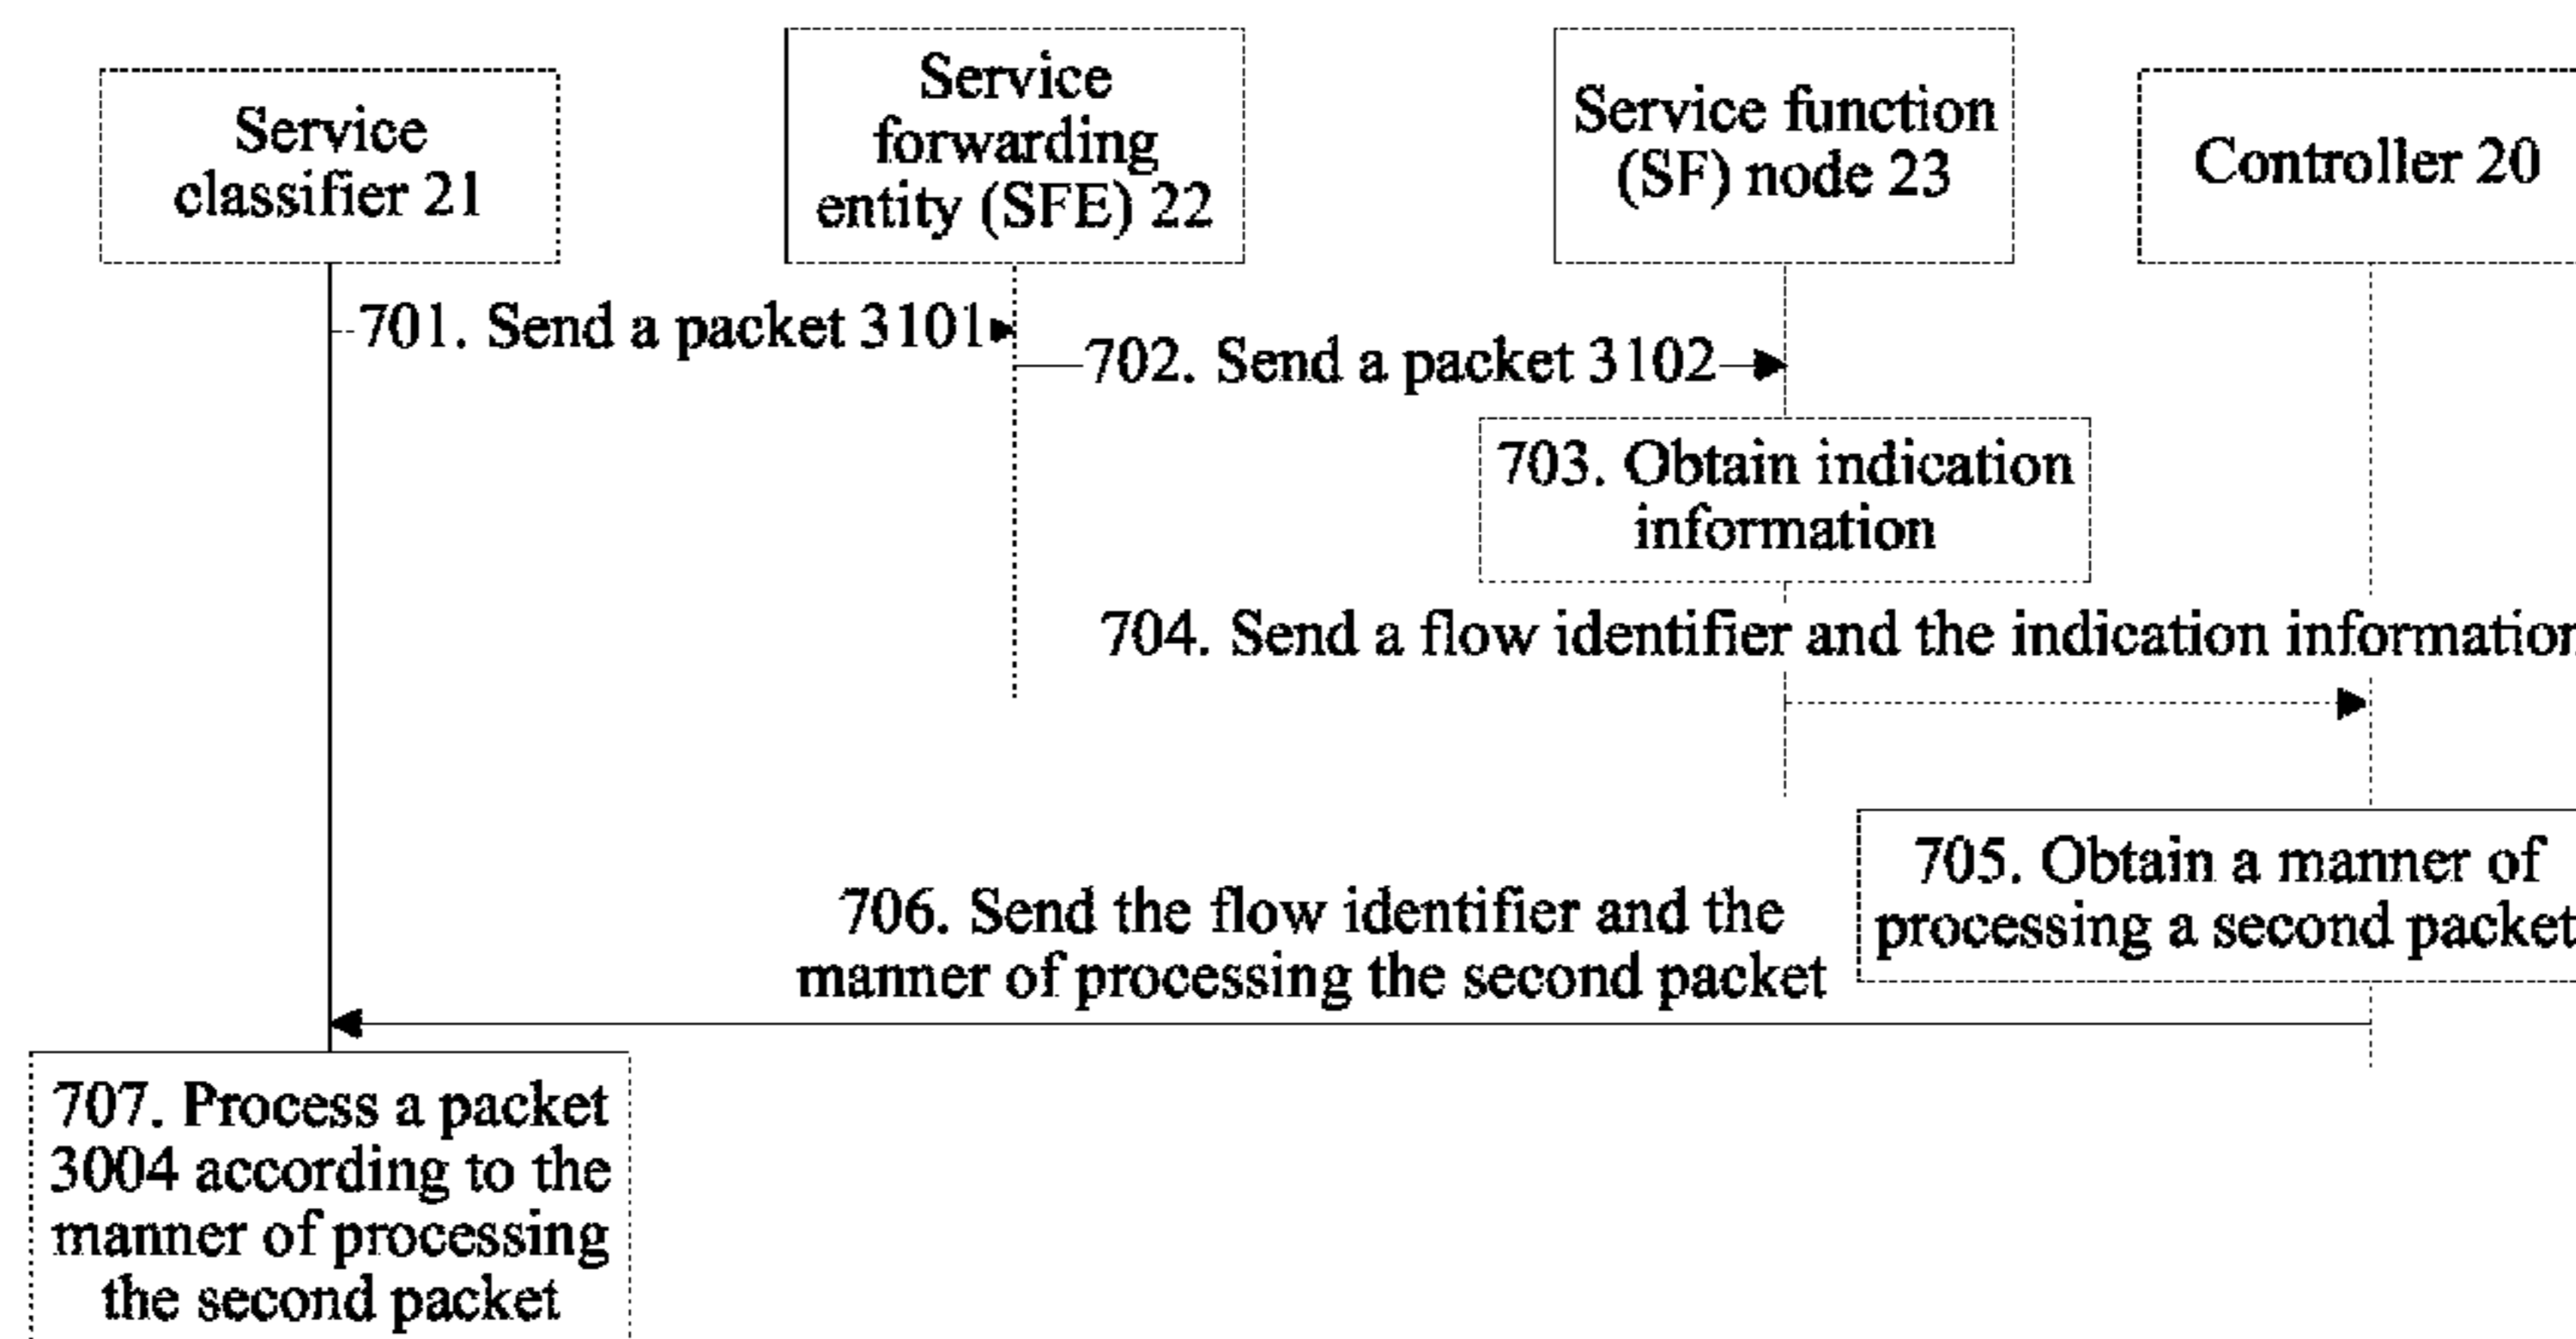 Service
classifier 21
Service
forwarding
entity (SFE) 22
Service function
(SF) node 23
Controller 20
701. Send a packet 3101
702. Send a packet 3102
703. Obtain indication
information
704. Send a flow identifier and the indication information
705. Obtain a manner of
processing a second packet
706. Send the flow identifier and the
manner of processing the second packet
707. Process a packet
3004 according to the
manner of processing
the second packet